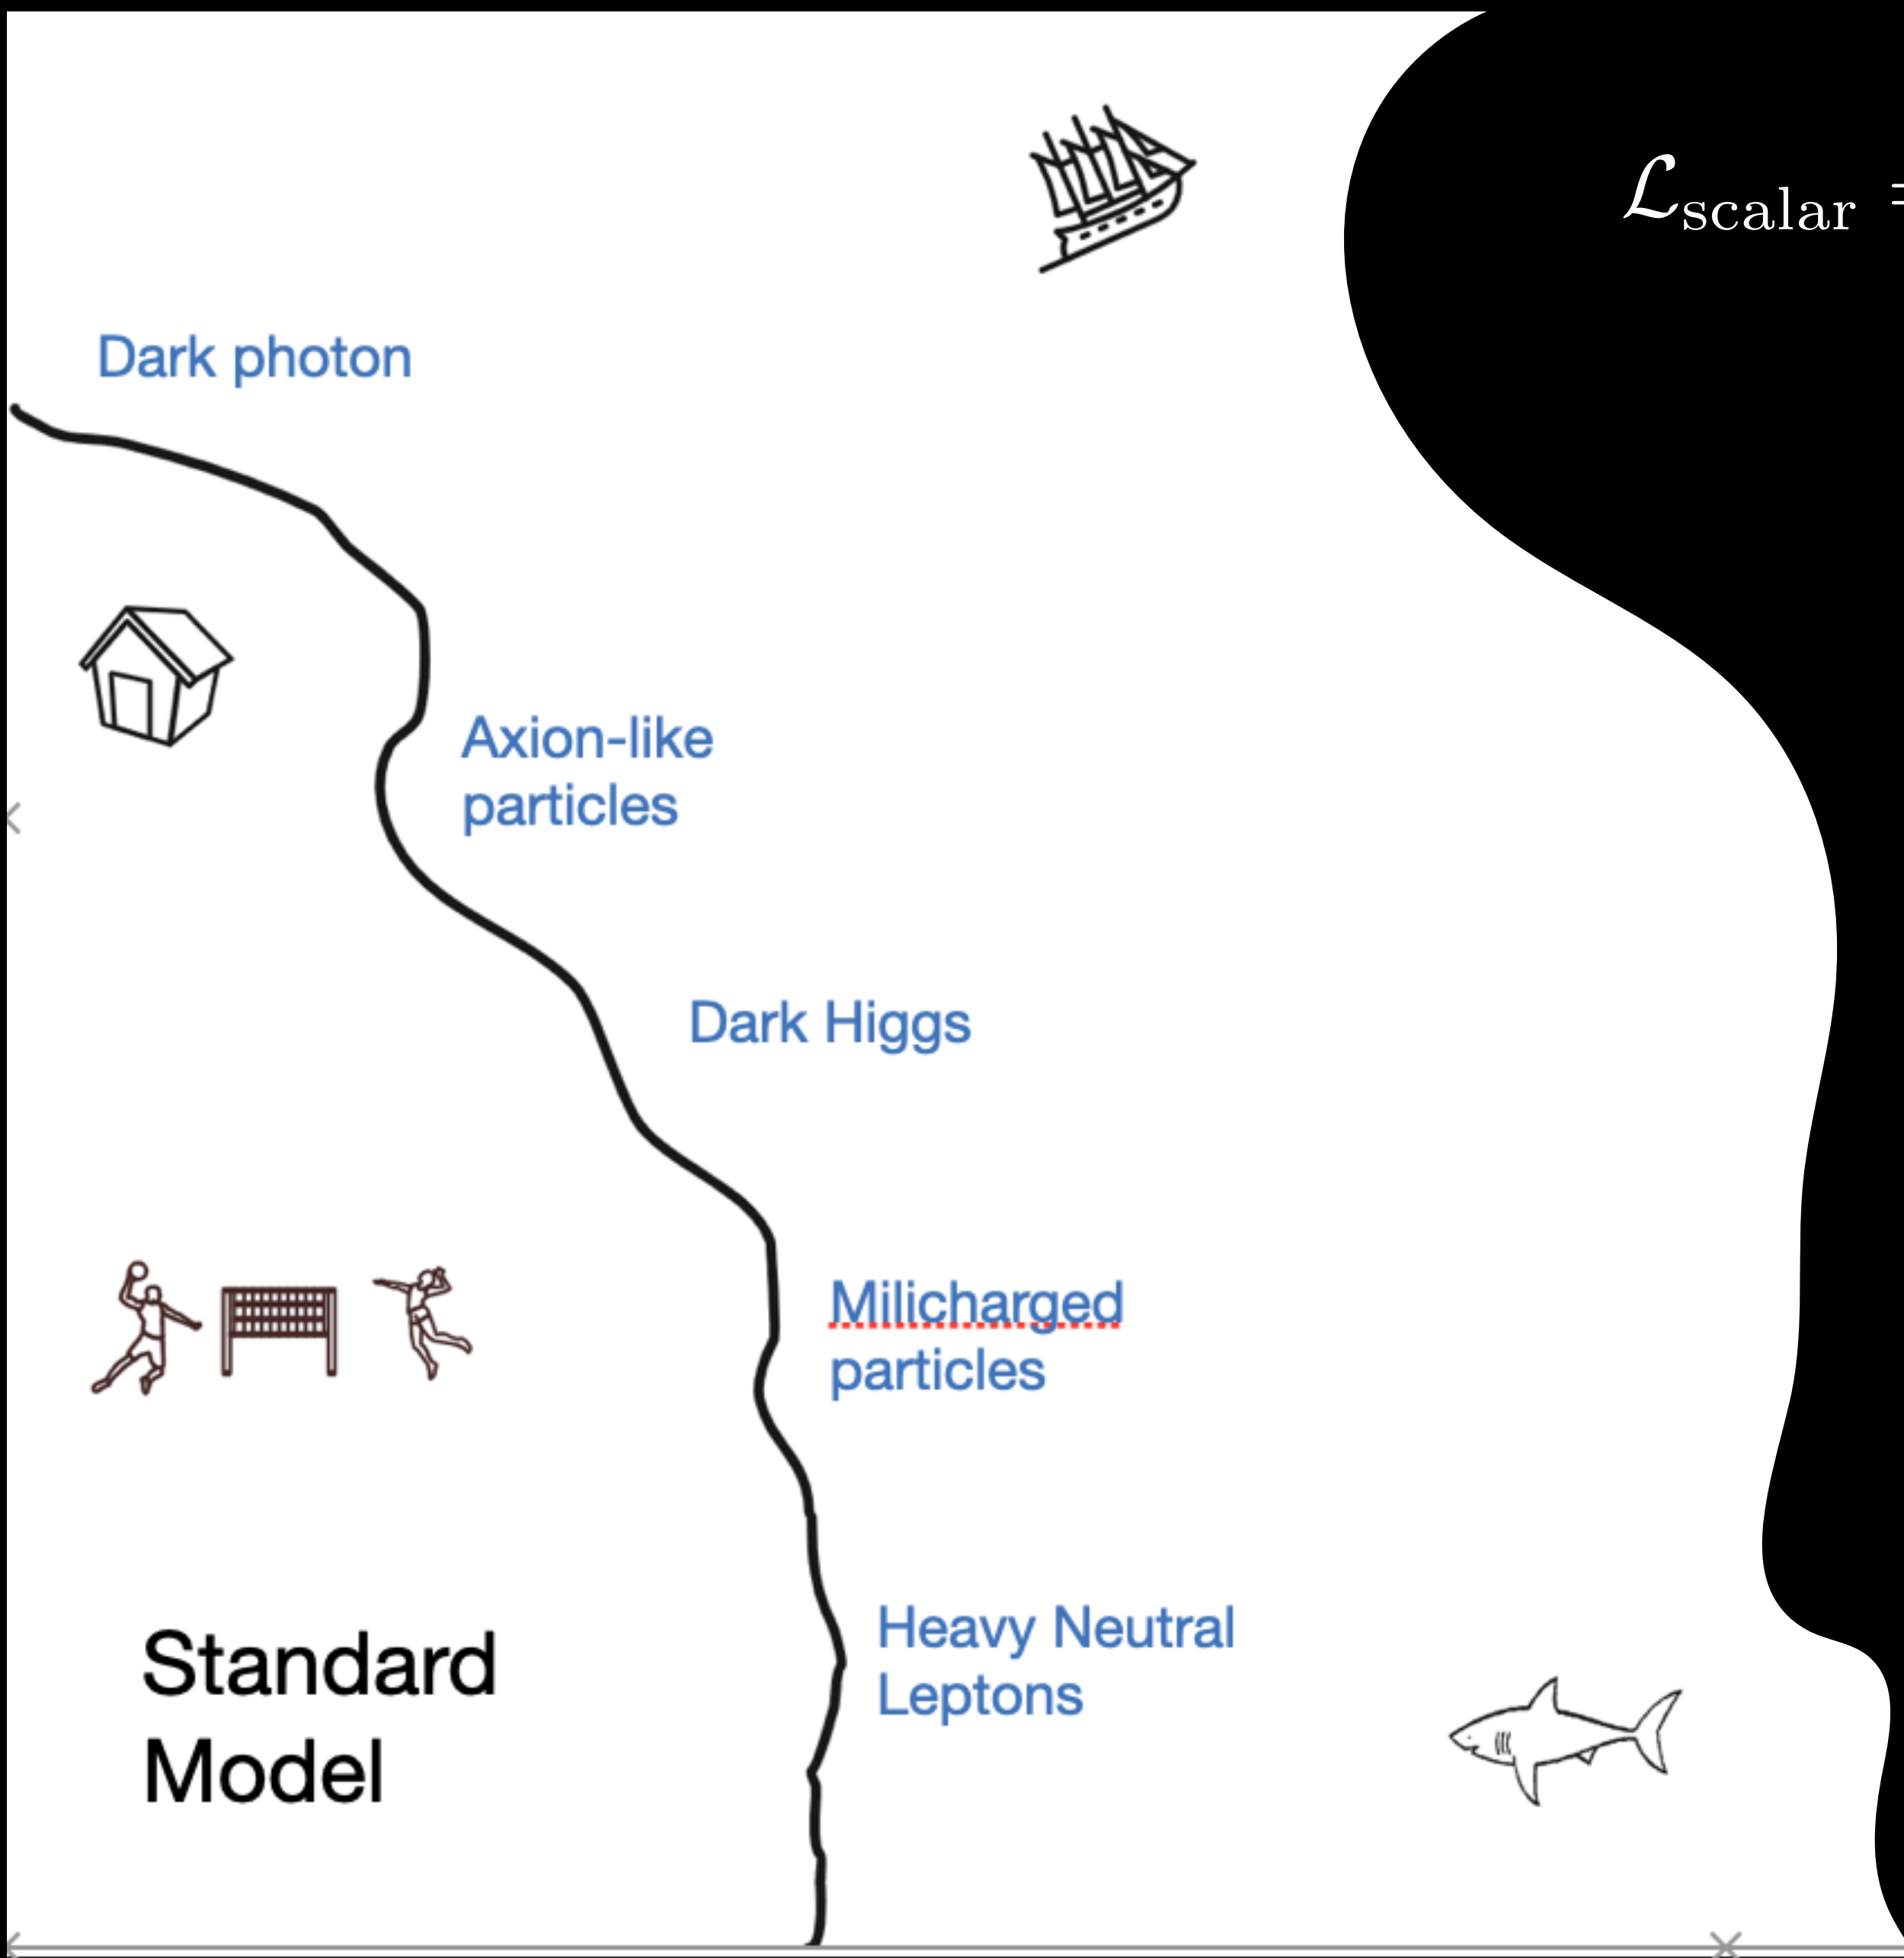 ℒscalar =
Dark photon
Axion-like
particles
Dark Higgs
Milicharged
particles
Heavy Neutral
Leptons
Standard
Model